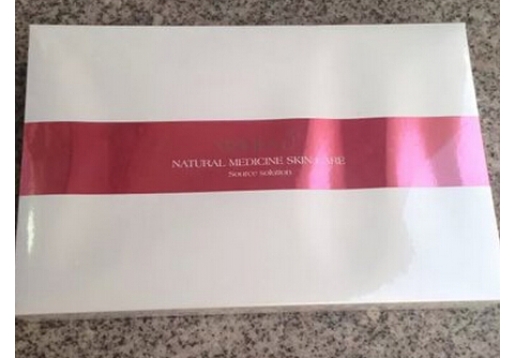 NATURAL MEDICINE SKIN CARE
Source solution